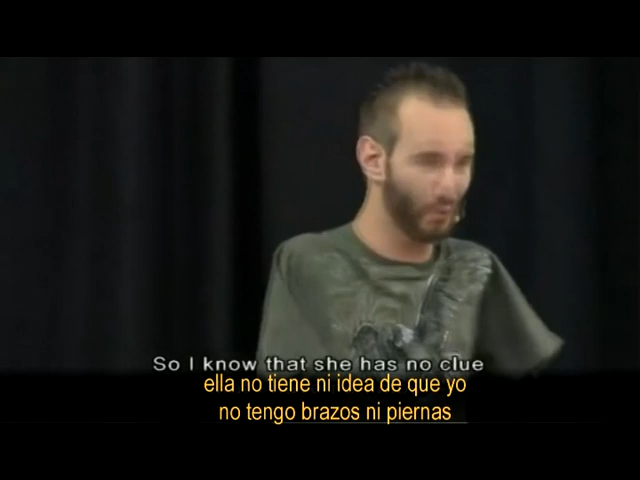 So I know that she has no clue
ella no tiene ni idea de que yo
no tengo brazos ni piernas